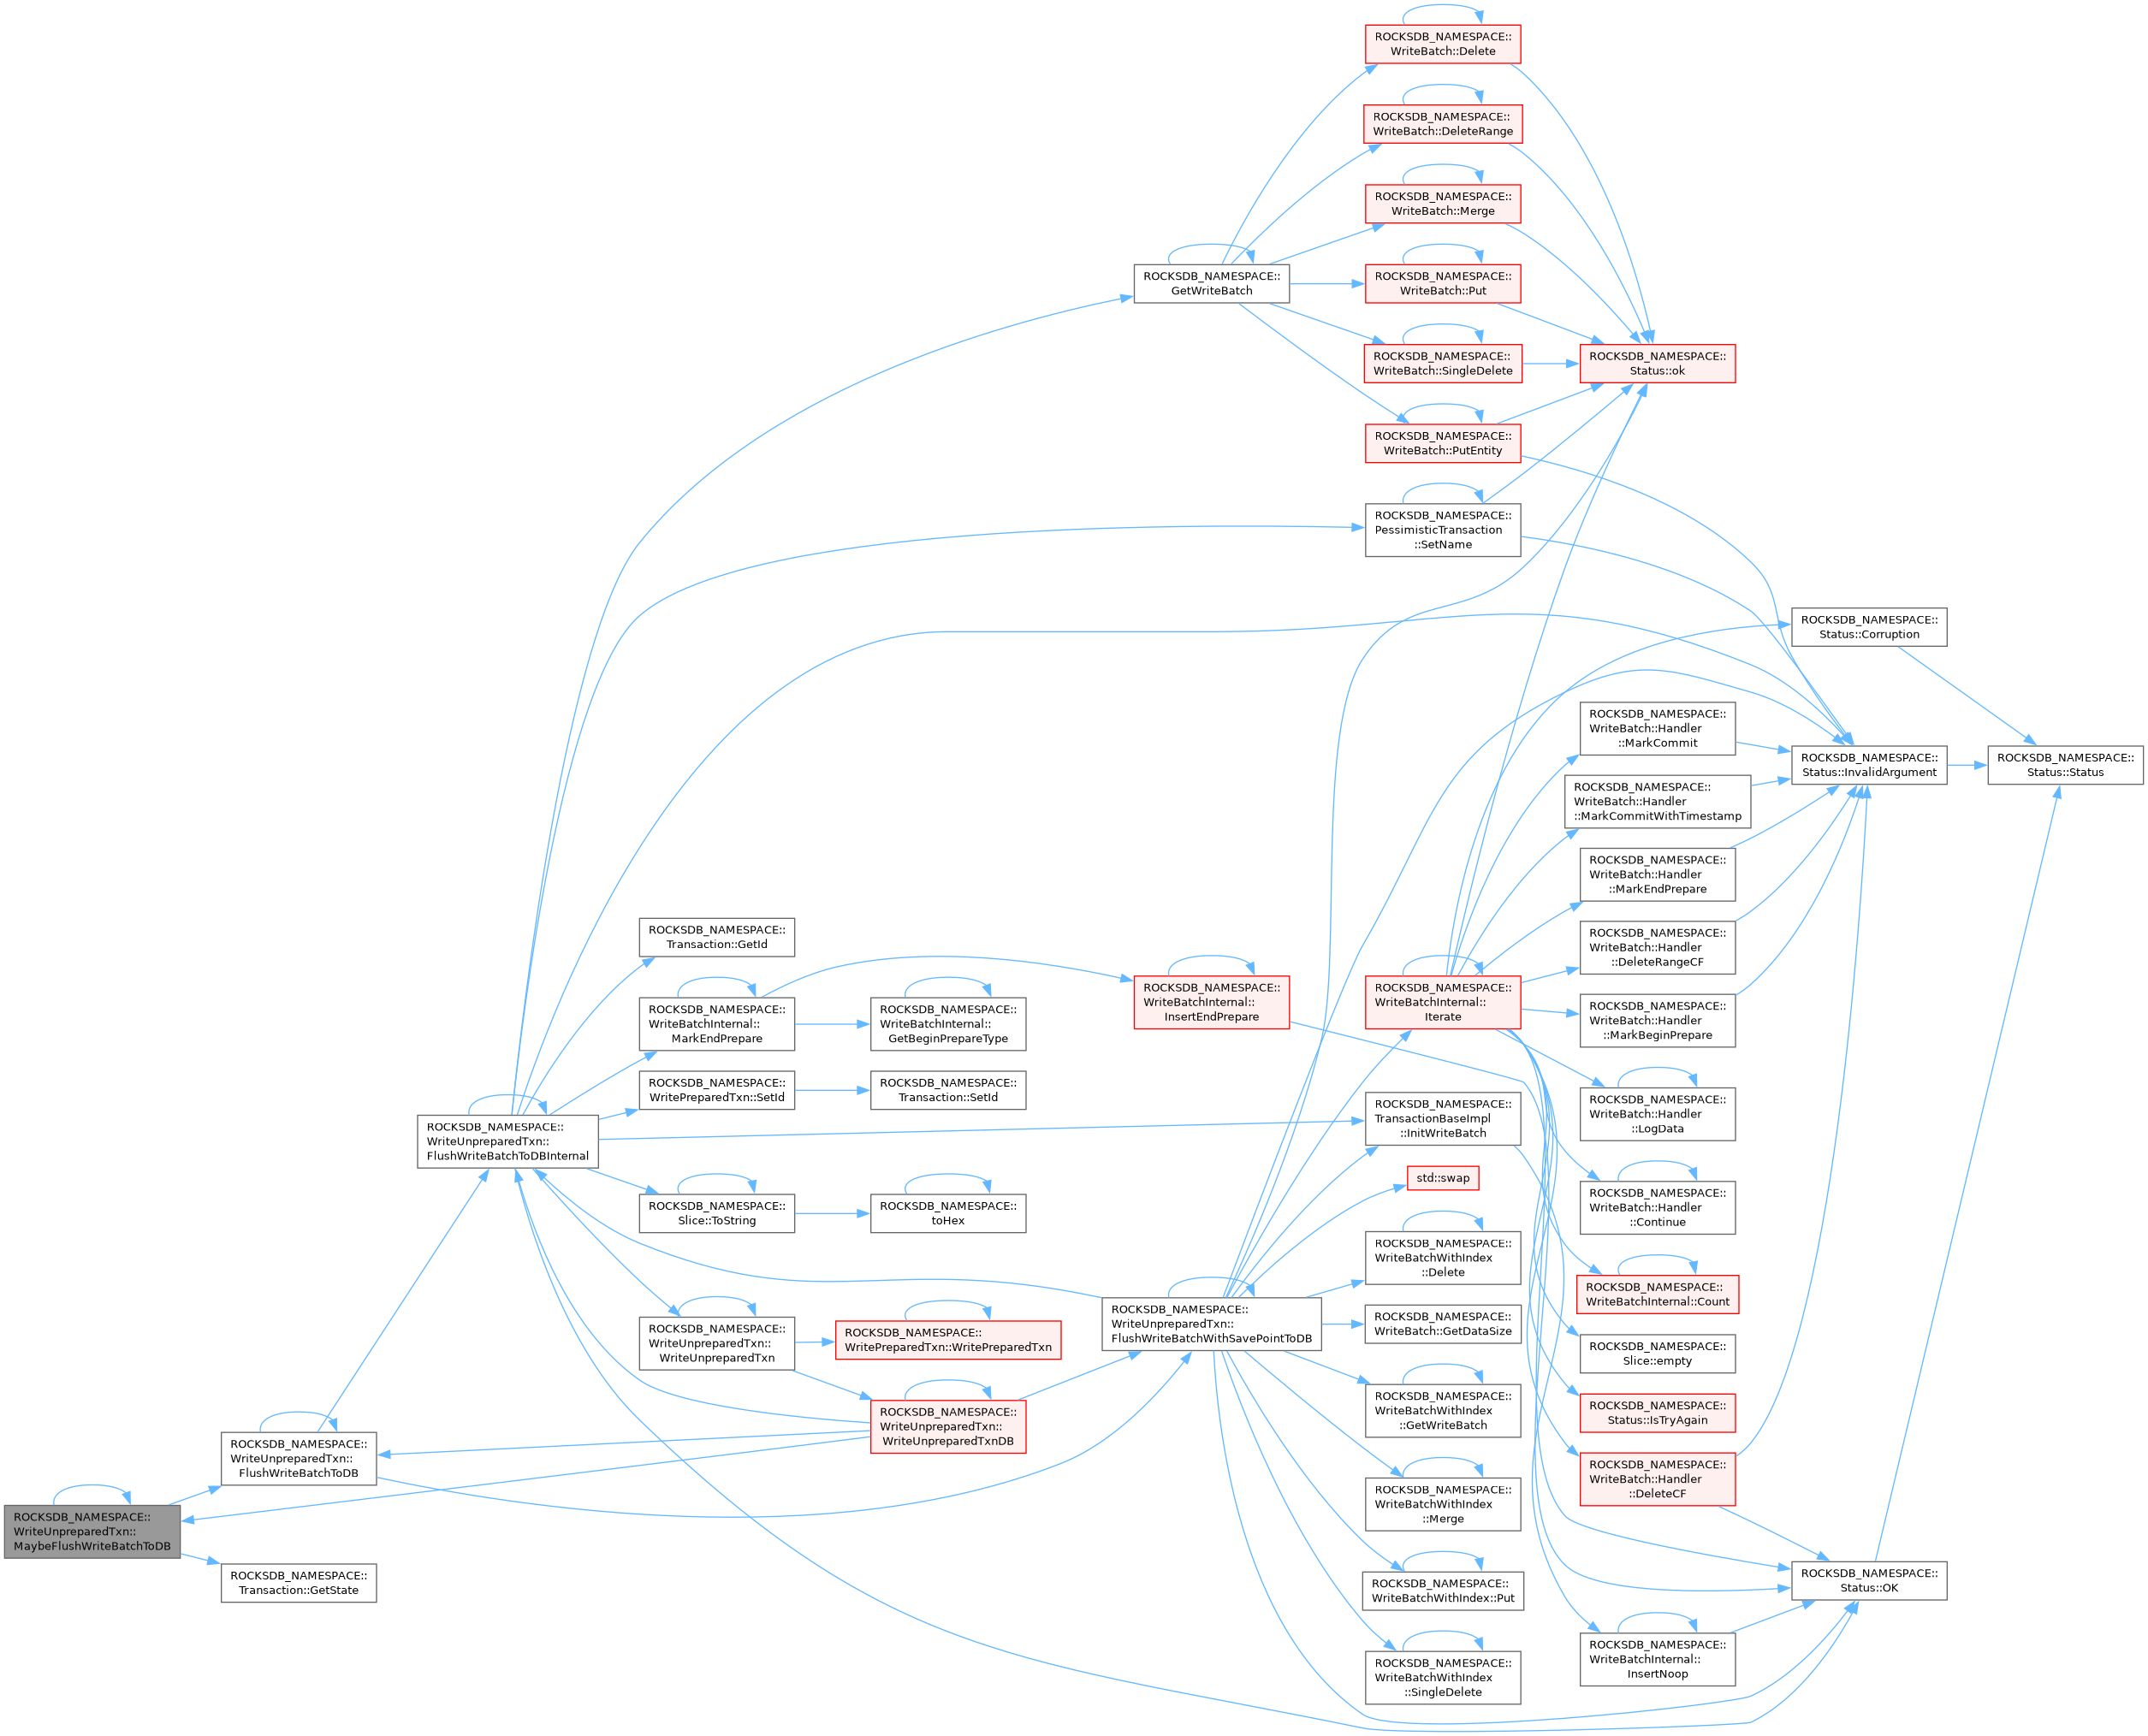 ROCKSDB_NAMESPACE::
WriteUnpreparedTxn::
MaybeFlushWriteBatchToDB
ROCKSDB_NAMESPACE::
WriteUnpreparedTxn::
FlushWriteBatchToDB
ROCKSDB_NAMESPACE::
Transaction::GetState
ROCKSDB_NAMESPACE::
WriteUnpreparedTxn::
FlushWriteBatchToDBInternal
ROCKSDB_NAMESPACE::
Transaction::GetId
ROCKSDB_NAMESPACE::
WriteBatchInternal::
MarkEndPrepare
ROCKSDB_NAMESPACE::
WritePreparedTxn::SetId
ROCKSDB_NAMESPACE::
Slice::ToString
ROCKSDB_NAMESPACE::
WriteUnpreparedTxn::
WriteUnpreparedTxn
ROCKSDB_NAMESPACE::
WriteBatchInternal::
GetBeginPrepareType
ROCKSDB_NAMESPACE::
Transaction::SetId
ROCKSDB_NAMESPACE::
toHex
ROCKSDB_NAMESPACE::
WritePreparedTxn::WritePreparedTxn
ROCKSDB_NAMESPACE::
WriteUnpreparedTxn::
WriteUnpreparedTxnDB
ROCKSDB_NAMESPACE::
GetWriteBatch
ROCKSDB_NAMESPACE::
WriteBatchInternal::
InsertEndPrepare
ROCKSDB_NAMESPACE::
WriteUnpreparedTxn::
FlushWriteBatchWithSavePointToDB
ROCKSDB_NAMESPACE::
WriteBatch::Delete
ROCKSDB_NAMESPACE::
WriteBatch::DeleteRange
ROCKSDB_NAMESPACE::
WriteBatch::Merge
ROCKSDB_NAMESPACE::
WriteBatch::Put
ROCKSDB_NAMESPACE::
WriteBatch::SingleDelete
ROCKSDB_NAMESPACE::
WriteBatch::PutEntity
ROCKSDB_NAMESPACE::
PessimisticTransaction
::SetName
ROCKSDB_NAMESPACE::
WriteBatchInternal::
Iterate
ROCKSDB_NAMESPACE::
TransactionBaseImpl
::InitWriteBatch
std::swap
ROCKSDB_NAMESPACE::
WriteBatchWithIndex
::Delete
ROCKSDB_NAMESPACE::
WriteBatch::GetDataSize
ROCKSDB_NAMESPACE::
WriteBatchWithIndex
::GetWriteBatch
ROCKSDB_NAMESPACE::
WriteBatchWithIndex
::Merge
ROCKSDB_NAMESPACE::
WriteBatchWithIndex::Put
ROCKSDB_NAMESPACE::
WriteBatchWithIndex
::SingleDelete
ROCKSDB_NAMESPACE::
Status::ok
ROCKSDB_NAMESPACE::
WriteBatch::Handler
::MarkCommit
ROCKSDB_NAMESPACE::
WriteBatch::Handler
::MarkCommitWithTimestamp
ROCKSDB_NAMESPACE::
WriteBatch::Handler
::MarkEndPrepare
ROCKSDB_NAMESPACE::
WriteBatch::Handler
::DeleteRangeCF
ROCKSDB_NAMESPACE::
WriteBatch::Handler
::MarkBeginPrepare
ROCKSDB_NAMESPACE::
WriteBatch::Handler
::LogData
ROCKSDB_NAMESPACE::
WriteBatch::Handler
::Continue
ROCKSDB_NAMESPACE::
WriteBatchInternal::Count
ROCKSDB_NAMESPACE::
Slice::empty
ROCKSDB_NAMESPACE::
Status::IsTryAgain
ROCKSDB_NAMESPACE::
WriteBatch::Handler
::DeleteCF
ROCKSDB_NAMESPACE::
WriteBatchInternal::
InsertNoop
ROCKSDB_NAMESPACE::
Status::Corruption
ROCKSDB_NAMESPACE::
Status::InvalidArgument
ROCKSDB_NAMESPACE::
Status::OK
ROCKSDB_NAMESPACE::
Status::Status